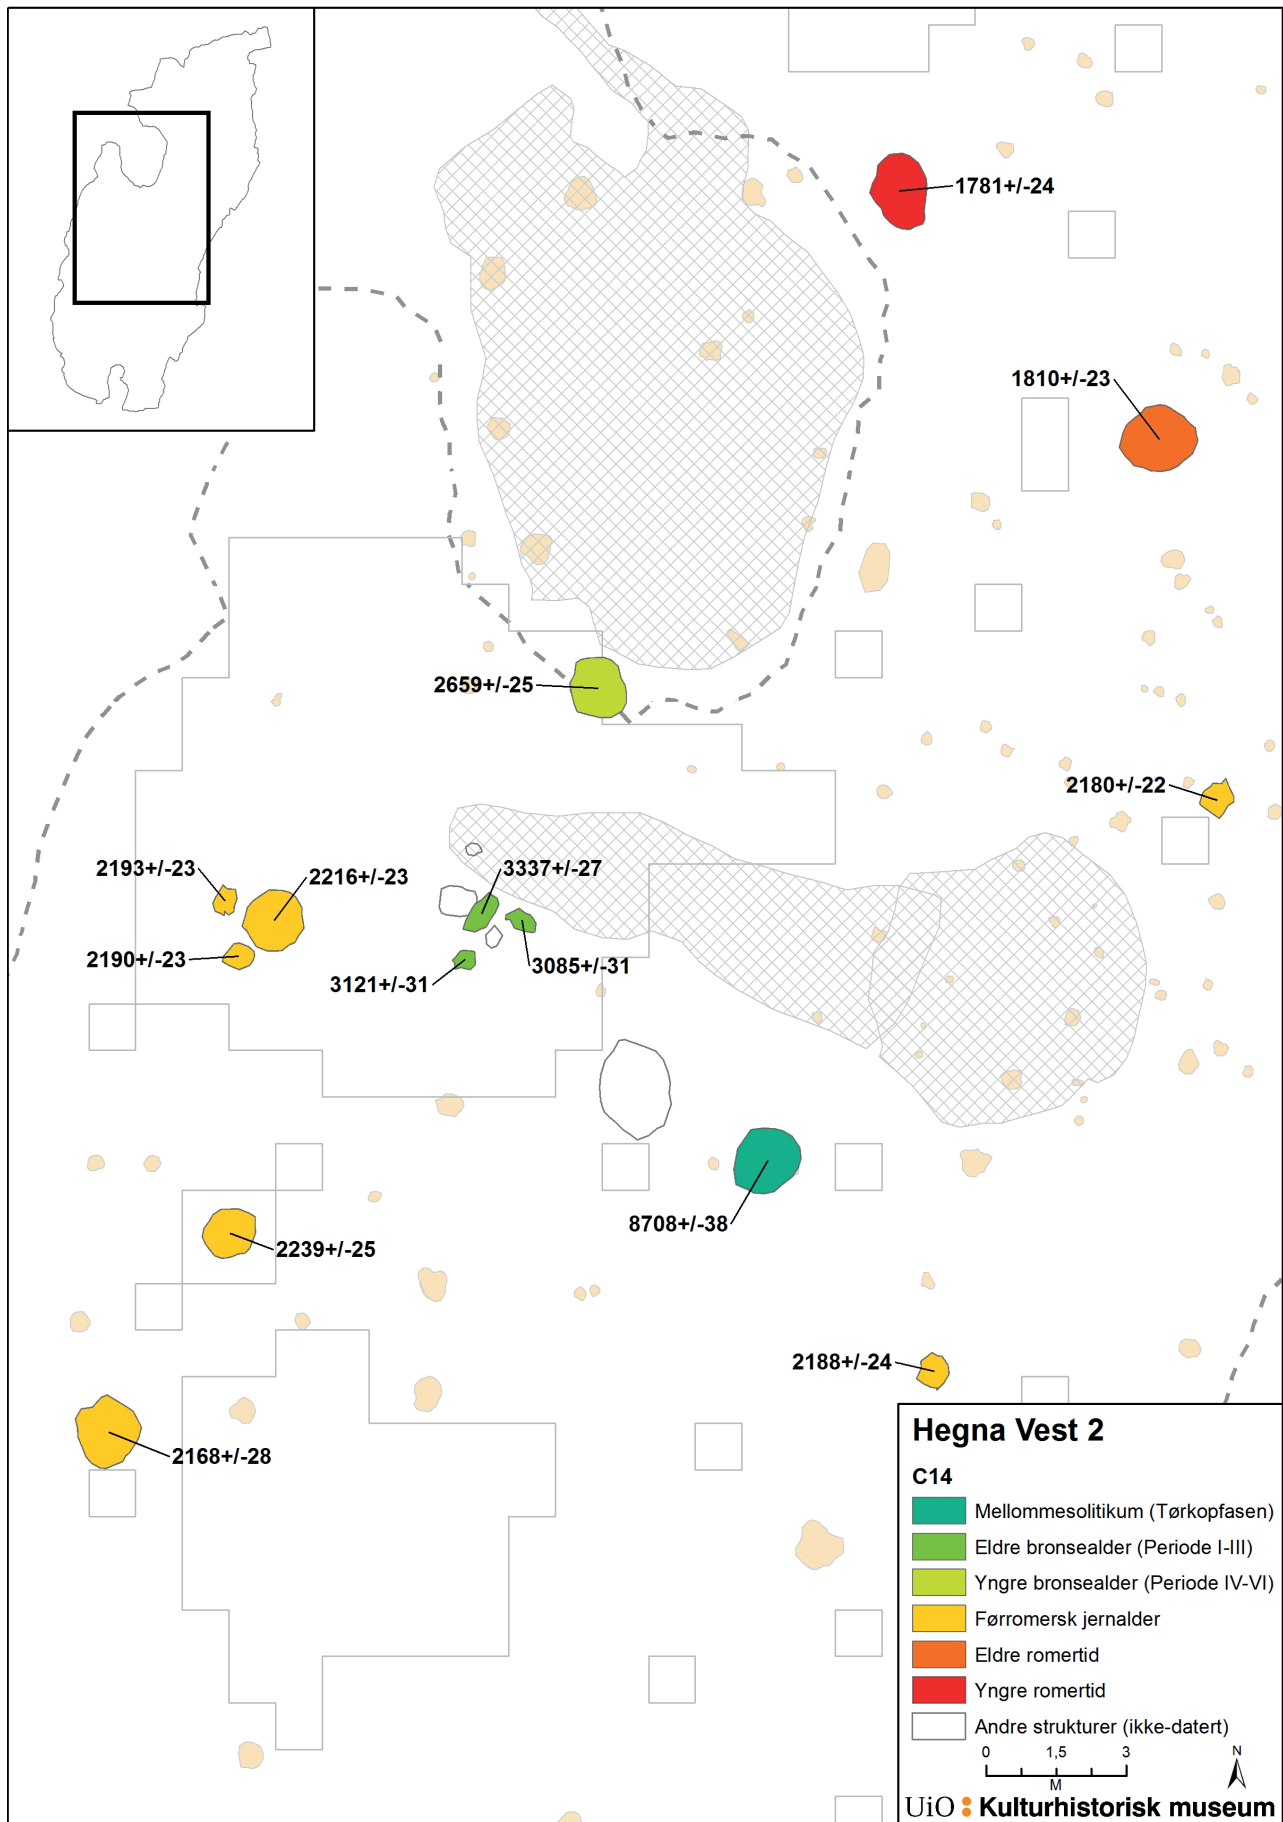 1781+/-24
1810+/-23
2659+/-25
2180+/-22
2193+/-23
2216+/-23
3337+/-27
2190+/-23
3121+/-31
3085+/-31
8708+/-38
2239+/-25
2188+/-24
2168+/-28
Hegna Vest 2
C14
Mellommesolitikum (Tørkopfasen)
Eldre bronsealder (Periode I-III)
Yngre bronsealder (Periode IV-VI)
Førromersk jernalder
Eldre romertid
Yngre romertid
Andre strukturer (ikke-datert)
0 1,5 3
M
N
UiO : Kulturhistorisk museum